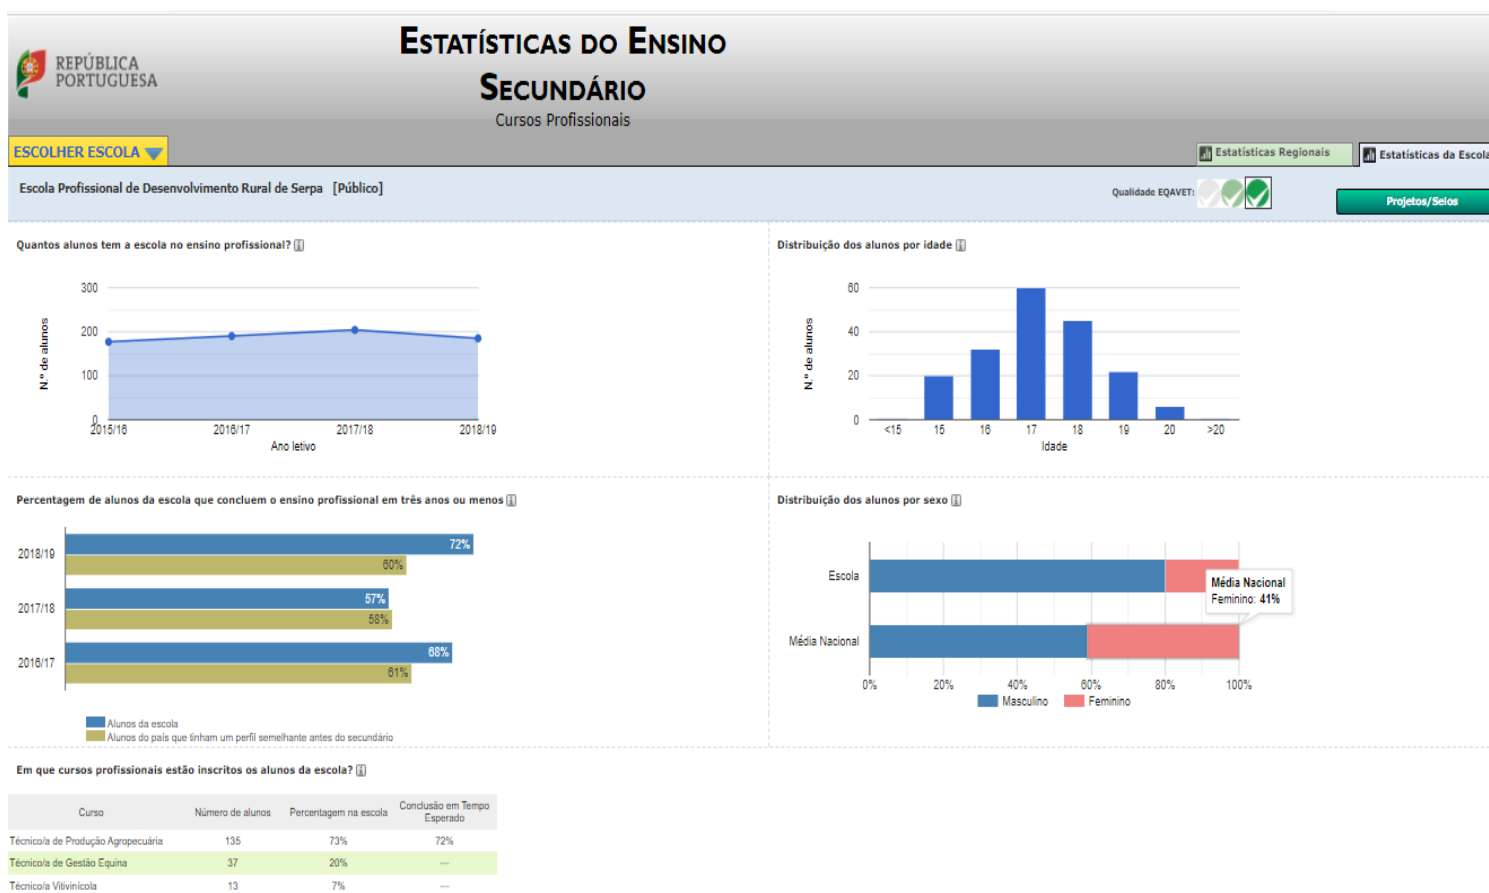 REPÚBLICA
PORTUGUESA
ESTATÍSTICAS DO ENSINO
SECUNDÁRIO
Cursos Profissionais
ESCOLHER ESCOLA
Estatísticas Regionais
Estatísticas da Escola
Escola Profissional de Desenvolvimento Rural de Serpa [Público]
Qualidade EQAVET:
Projetos/Selos
Quantos alunos tem a escola no ensino profissional?
300
200
100
0
N.º de alunos
2015/16 2016/17 2017/18 2018/19
Ano letivo
Distribuição dos alunos por idade
60
40
20
0
N.º de alunos
<15 15 16 17 18 19 20 >20
Idade
Percentagem de alunos da escola que concluem o ensino profissional em três anos ou menos
2018/19 72%
60%
2017/18 57%
58%
2016/17 68%
61%
Alunos da escola
Alunos do país que tinham um perfil semelhante antes do secundário
Distribuição dos alunos por sexo
Escola
Média Nacional
Feminino: 41%
Média Nacional
0% 20% 40% 60% 80% 100%
Masculino Feminino
Em que cursos profissionais estão inscritos os alunos da escola?
Curso Número de alunos Percentagem na escola Conclusão em Tempo
Esperado
Técnico/a de Produção Agropecuária 135 73% 72%
Técnico/a de Gestão Equina 37 20% ---
Técnico/a Vitivinícola 13 7% ---